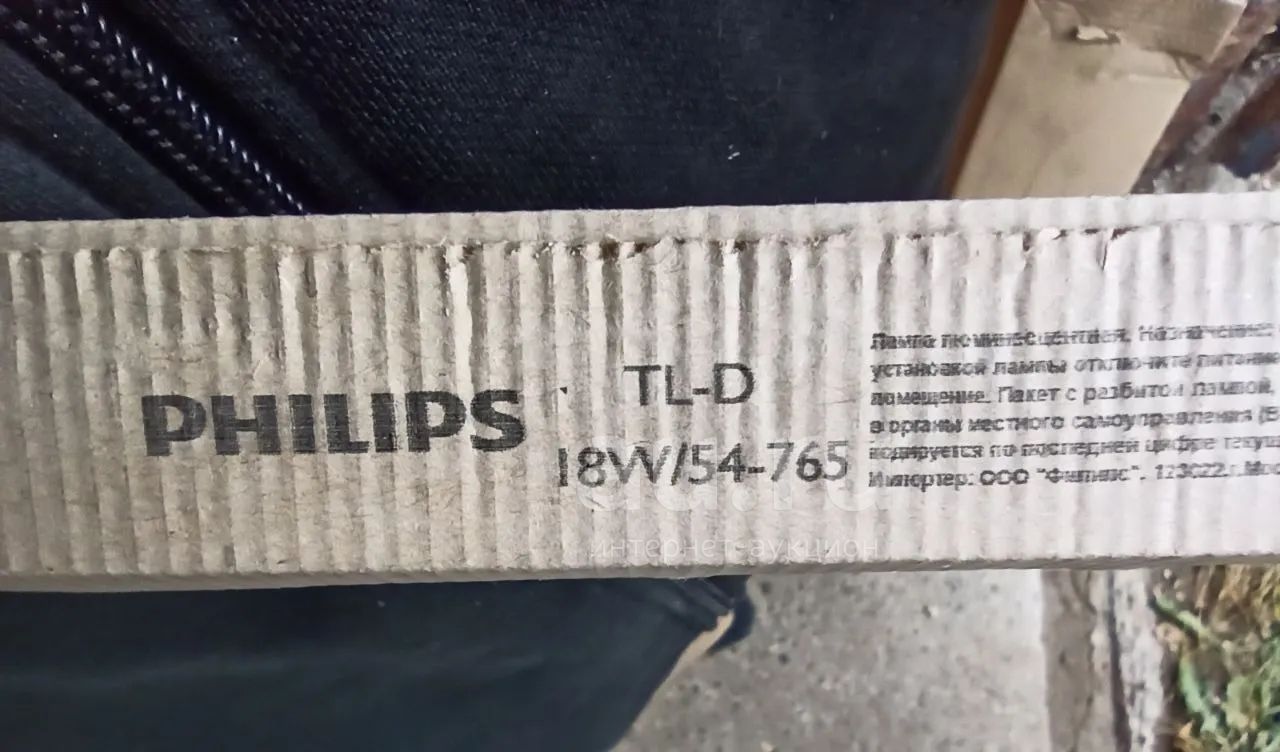 PHILIPS
TL-D
18W/54-765
Лампа люминесцентная. Назначение:
установкой лампы отключите питание
помещение. Пакет с разбитой лампой,
в органы местного самоуправления (В
кодируется по последней цифре текущ
Импортер: ООО "Филипс", 123022, г. Мос
интернет-аукцион